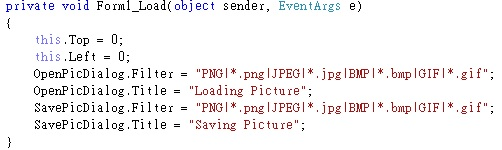 private void Form1_Load(object sender, EventArgs e)
{
this.Top = 0;
this.Left = 0;
OpenPicDialog.Filter = "PNG|*.png|JPEG|*.jpg|BMP|*.bmp|GIF|*.gif";
OpenPicDialog.Title = "Loading Picture";
SavePicDialog.Filter = "PNG|*.png|JPEG|*.jpg|BMP|*.bmp|GIF|*.gif";
SavePicDialog.Title = "Saving Picture";
}